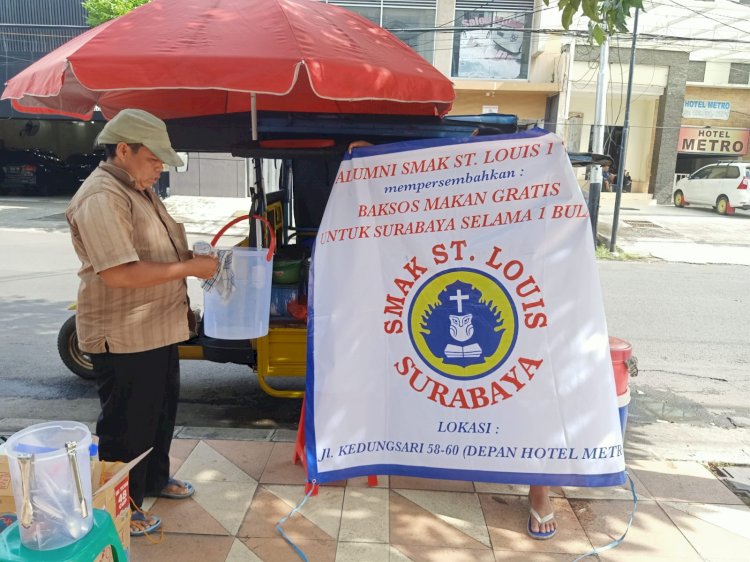 ALUMNI SMAK ST. LOUIS 1
mempersembahkan :
BAKSOS MAKAN GRATIS
UNTUK SURABAYA SELAMA 1 BUL
SMAK ST. LOUIS
SURABAYA
LOKASI :
JL. KEDUNGSARI 58-60 (DEPAN HOTEL METR
HOTEL METRO
HOTEL
METRO